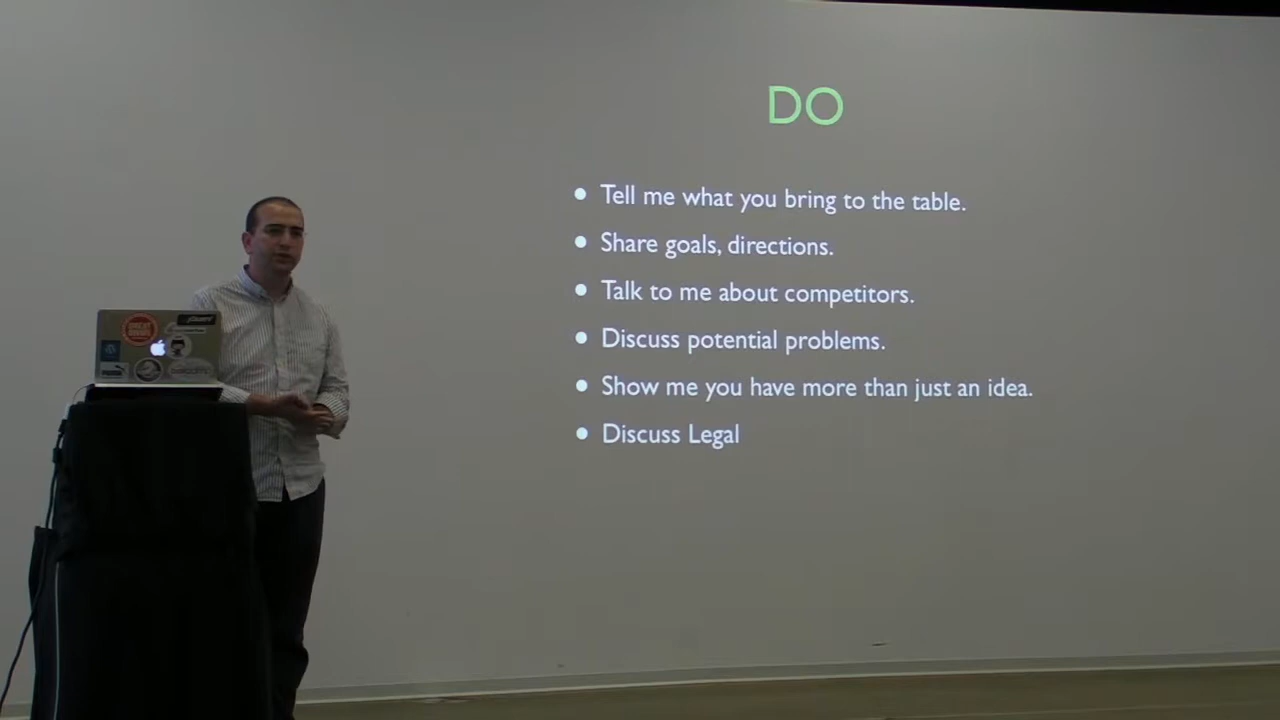 DO
Tell me what you bring to the table.
Share goals, directions.
Talk to me about competitors.
Discuss potential problems.
Show me you have more than just an idea.
Discuss Legal